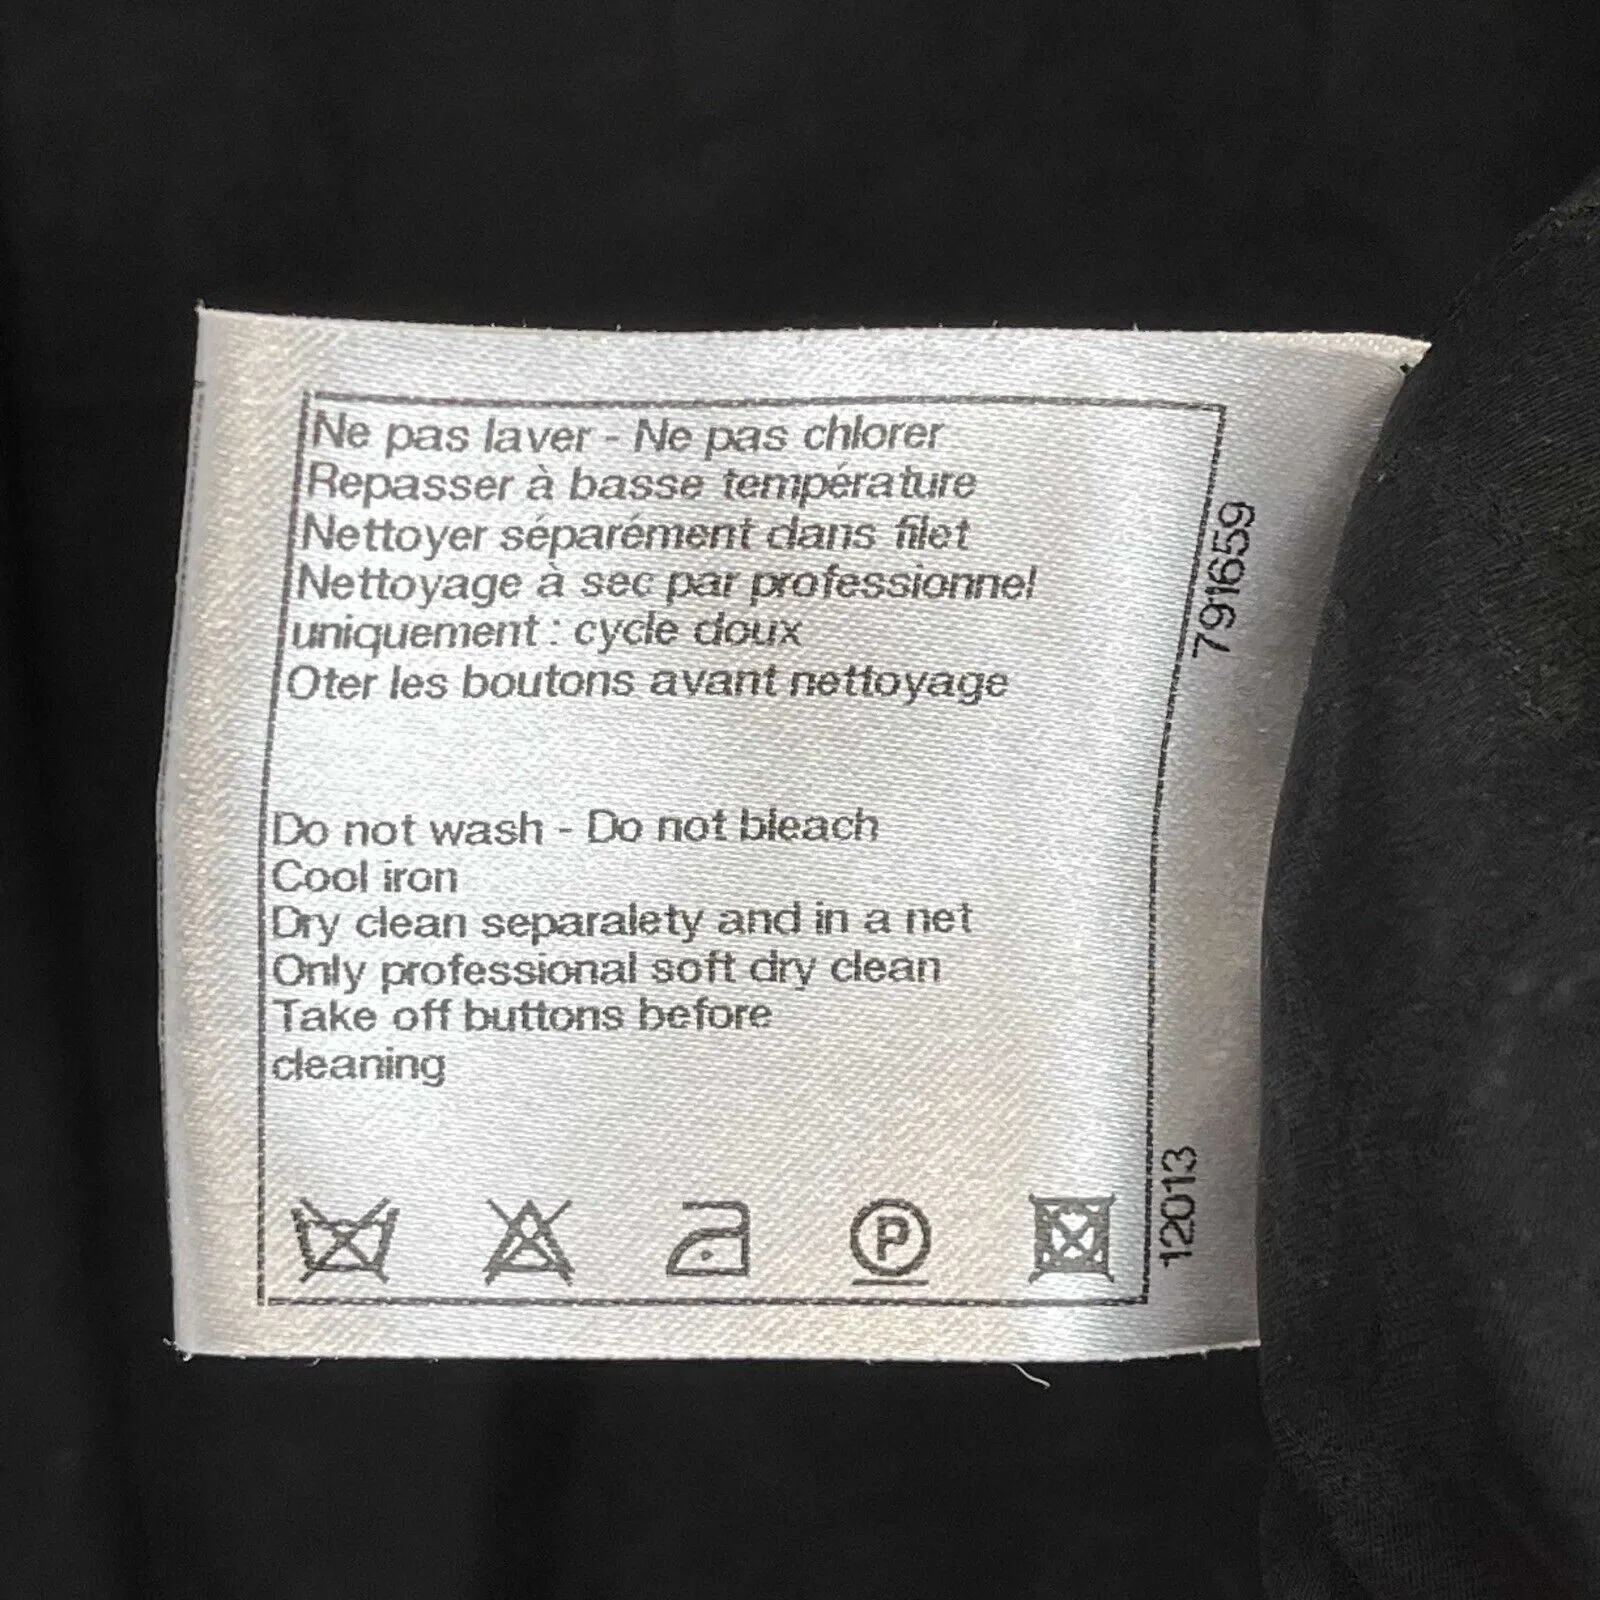 Ne pas laver - Ne pas chlorer
Repasser à basse température
Nettoyer séparément dans filet
Nettoyage à sec par professionnel
uniquement : cycle doux
Oter les boutons avant nettoyage
Do not wash - Do not bleach
Cool iron
Dry clean separalety and in a net
Only professional soft dry clean
Take off buttons before
cleaning
P
791659
12013